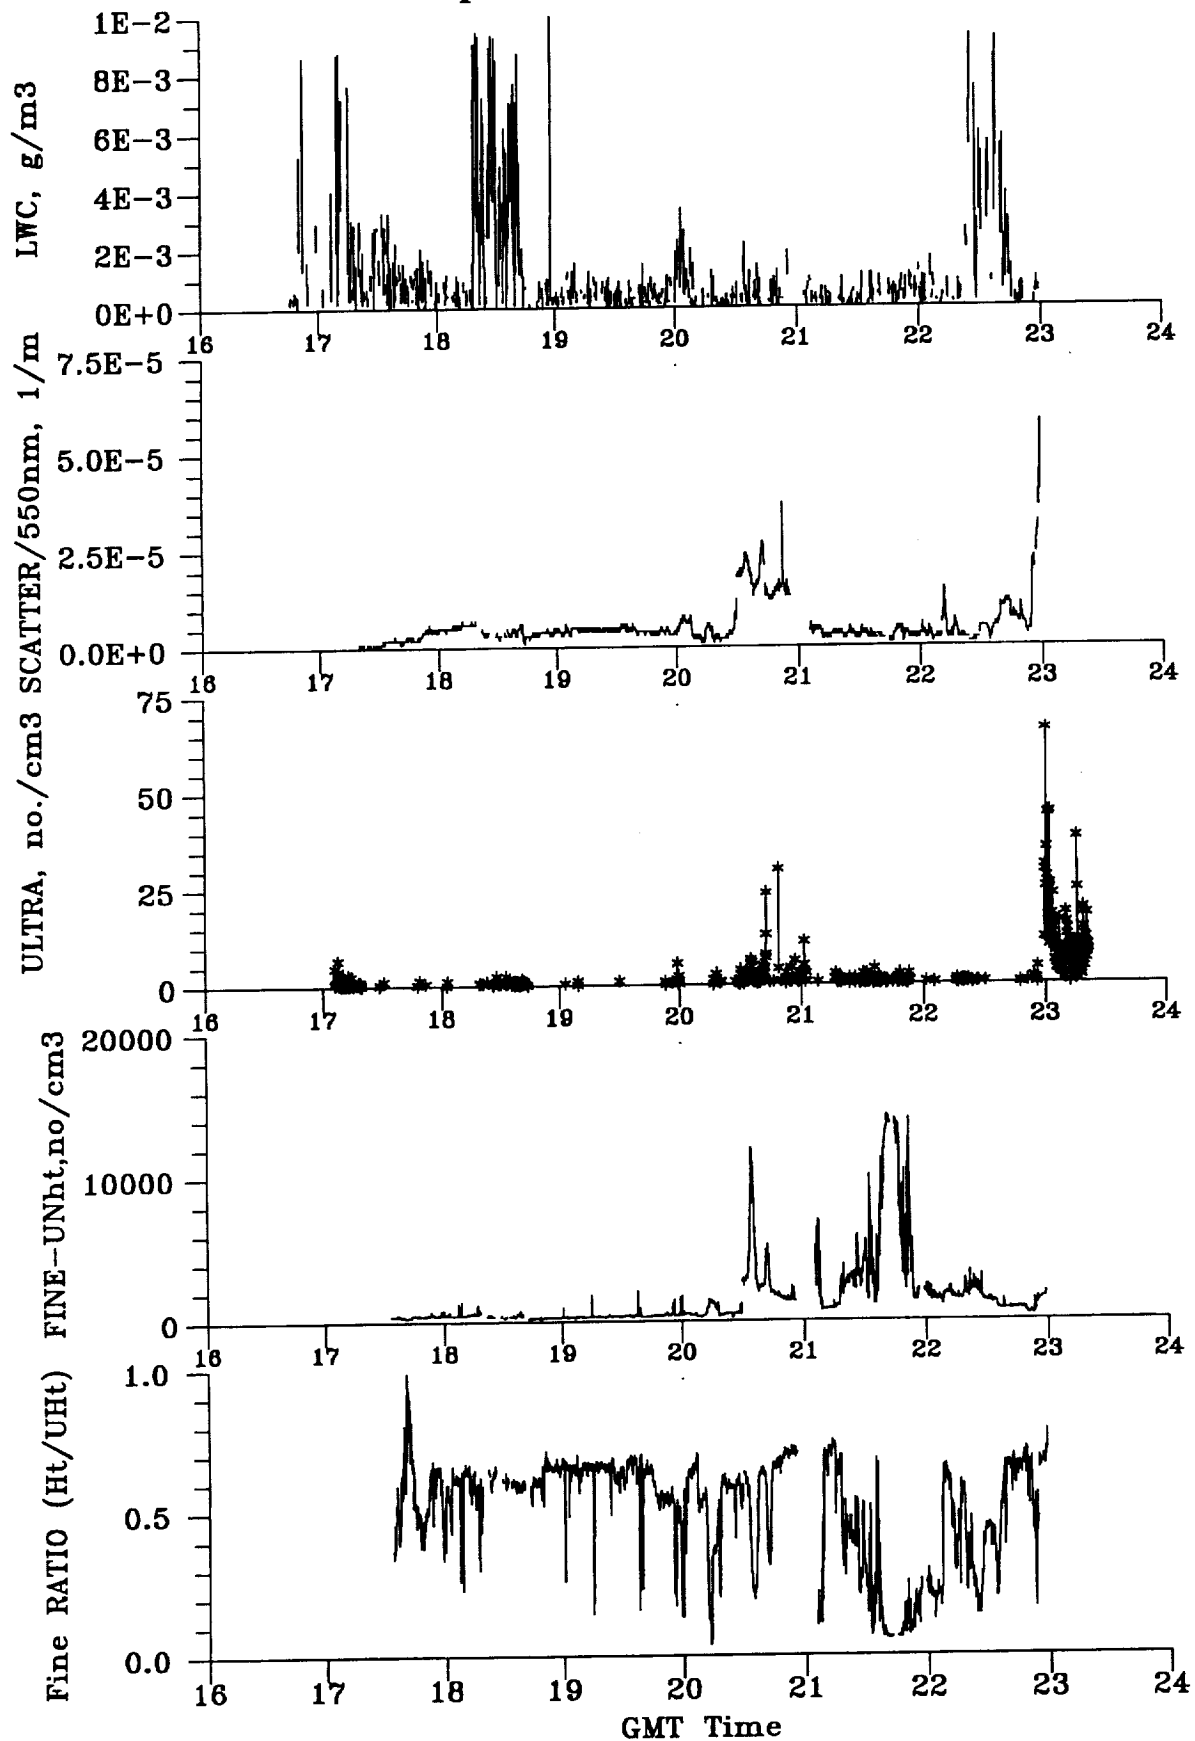 1E−2
8E−3
6E−3
4E−3
2E−3
0E+0
LWC, g/m3
16 17 18 19 20 21 22 23 24
7.5E−5
5.0E−5
2.5E−5
0.0E+0
SCATTER/550nm, 1/m
16 17 18 19 20 21 22 23 24
75
50
25
0
ULTRA, no./cm3
16 17 18 19 20 21 22 23 24
20000
10000
0
FINE−UNht,no/cm3
16 17 18 19 20 21 22 23 24
1.0
0.5
0.0
Fine RATIO (Ht/UHt)
16 17 18 19 20 21 22 23 24
GMT Time